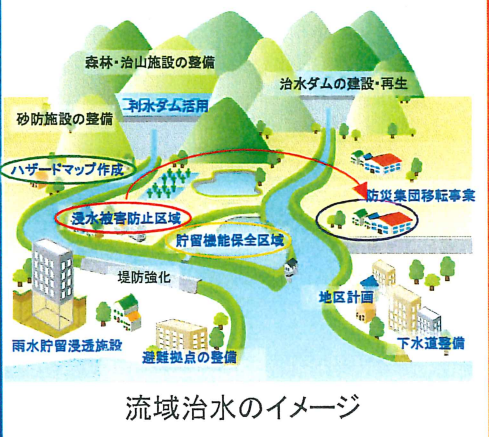 森林・治山施設の整備
治水ダムの建設・再生
利水ダム活用
砂防施設の整備
ハザードマップ作成
防災集団移転事業
浸水被害防止区域
貯留機能保全区域
堤防強化
地区計画
雨水貯留浸透施設
避難拠点の整備
下水道整備
流域治水のイメージ